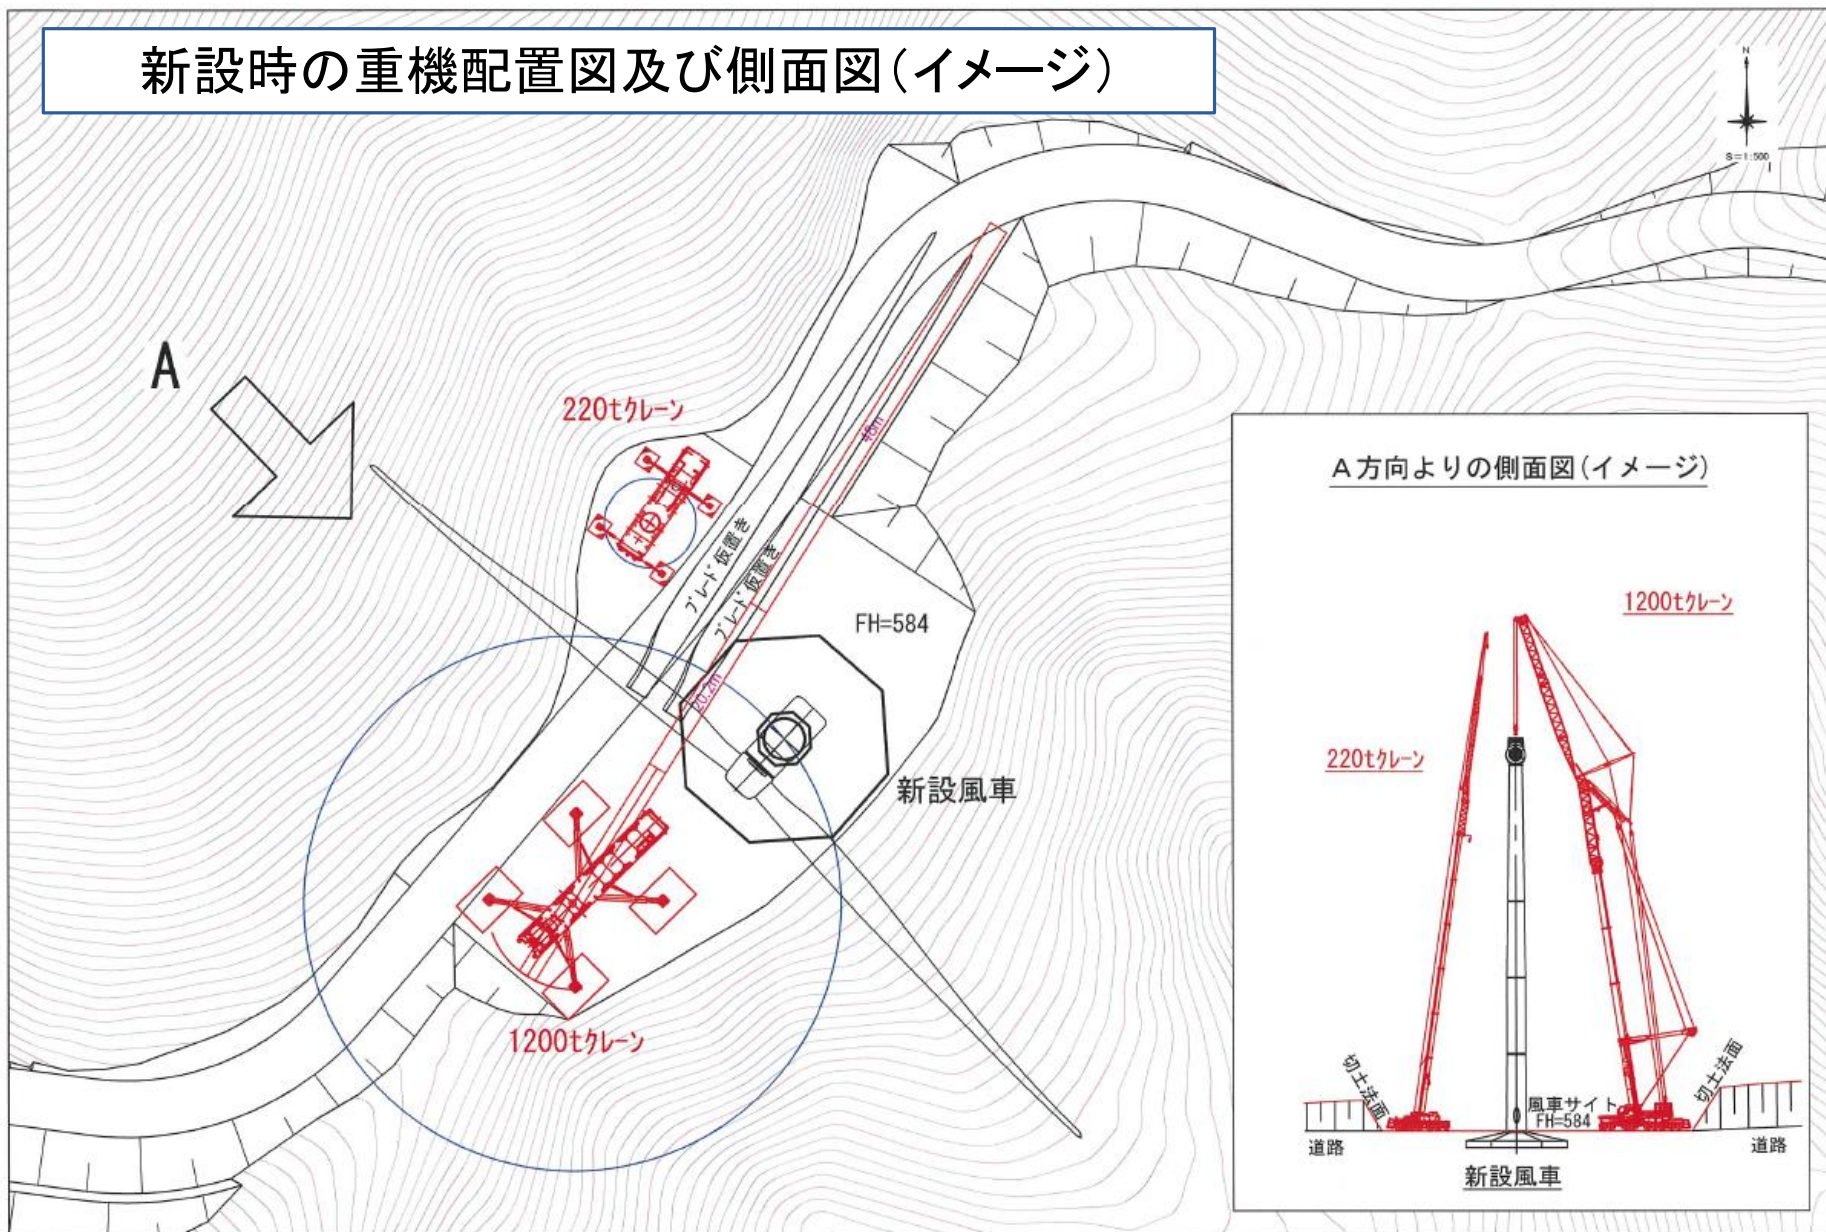 新設時の重機配置図及び側面図(イメージ)
N
S=1:500
A
220tクレーン
48m
ブレード仮置き
ブレード仮置き
FH=584
20.2m
新設風車
1200tクレーン
A方向よりの側面図(イメージ)
1200tクレーン
220tクレーン
切土法面
切土法面
風車サイト
FH=584
道路
道路
新設風車